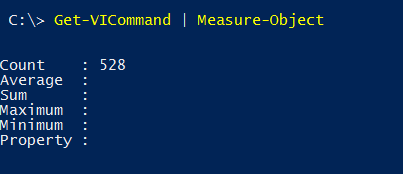 C:\> Get-VICommand | Measure-Object
Count    : 528
Average  :
Sum      :
Maximum  :
Minimum  :
Property :